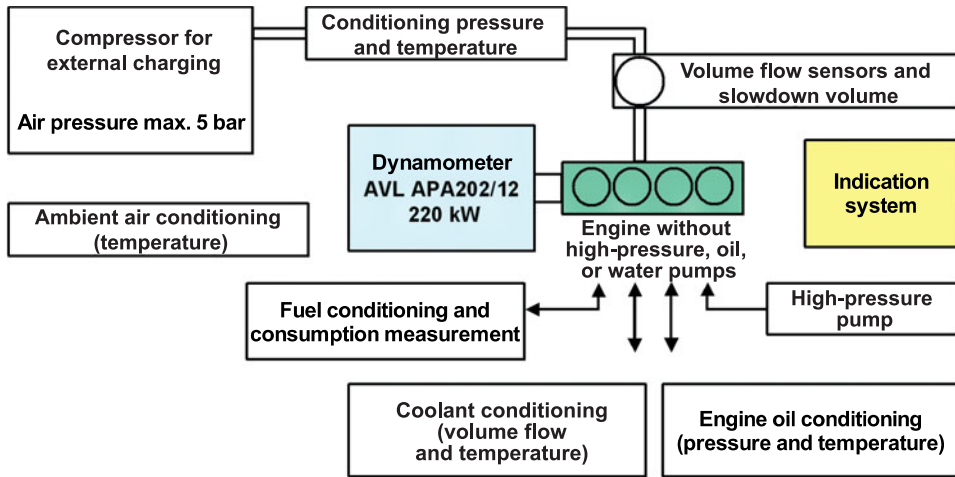 Compressor for
external charging
Air pressure max. 5 bar
Conditioning pressure
and temperature
Volume flow sensors and
slowdown volume
Dynamometer
AVL APA202/12
220 kW
Indication
system
Ambient air conditioning
(temperature)
Engine without
high-pressure, oil,
or water pumps
Fuel conditioning and
consumption measurement
High-pressure
pump
Coolant conditioning
(volume flow
and temperature)
Engine oil conditioning
(pressure and temperature)